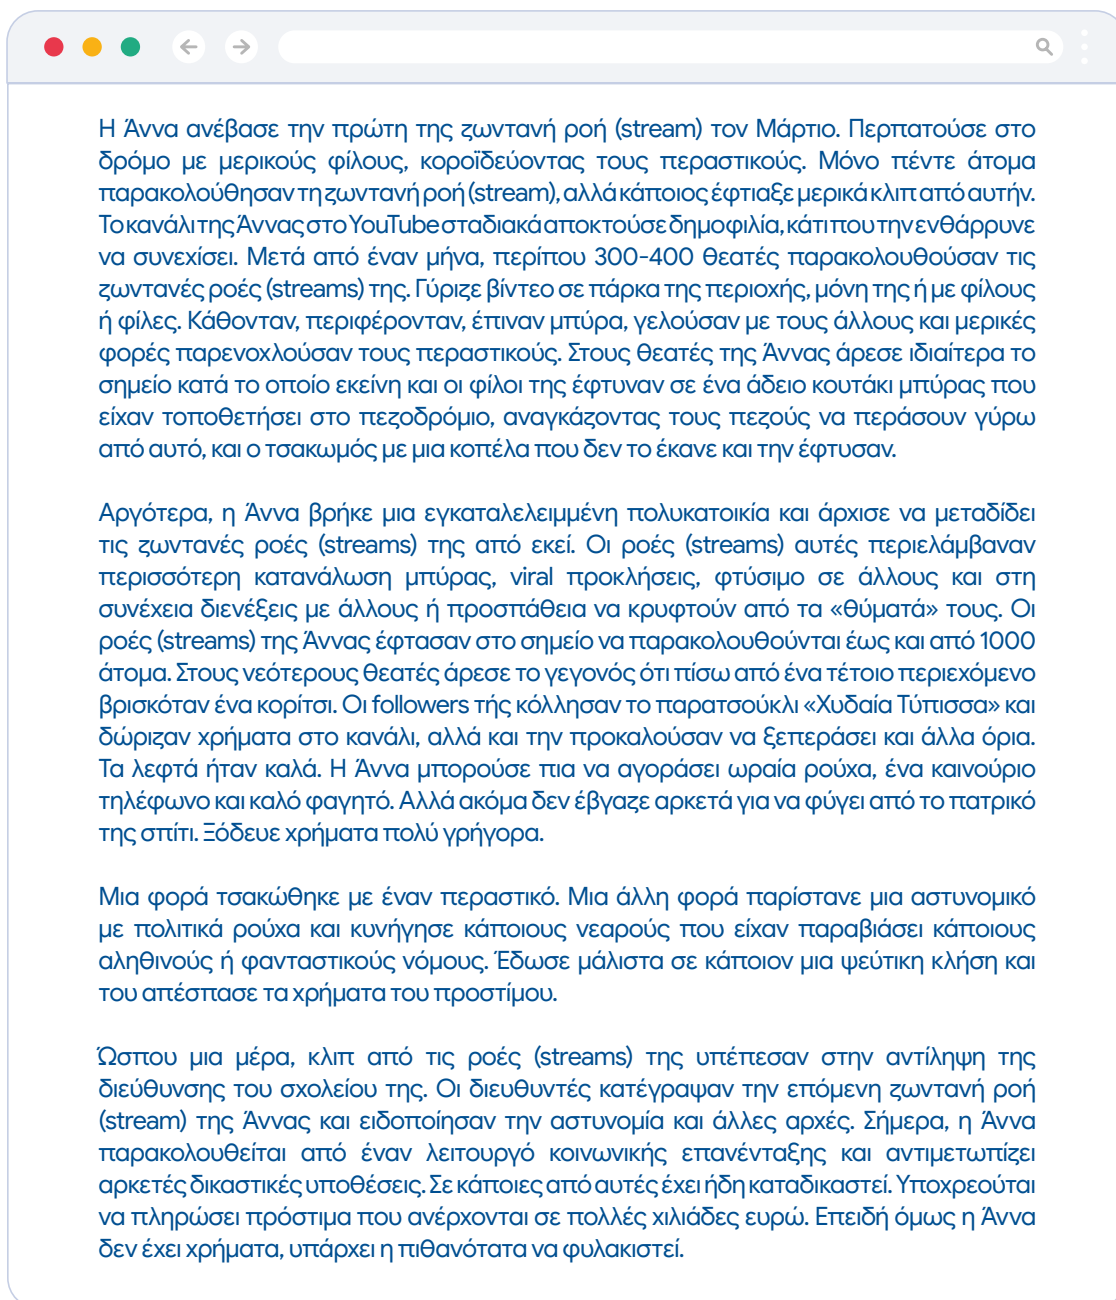 Η Άννα ανέβασε την πρώτη της ζωντανή ροή (stream) τον Μάρτιο. Περπατούσε στο
δρόμο με μερικούς φίλους, κοροϊδεύοντας τους περαστικούς. Μόνο πέντε άτομα
παρακολούθησαν τη ζωντανή ροή (stream), αλλά κάποιος έφτιαξε μερικά κλιπ από αυτήν.
Το κανάλι της Άννας στο YouTube σταδιακά αποκτούσε δημοφιλία, κάτι που την ενθάρρυνε
να συνεχίσει. Μετά από έναν μήνα, περίπου 300-400 θεατές παρακολουθούσαν τις
ζωντανές ροές (streams) της. Γύριζε βίντεο σε πάρκα της περιοχής, μόνη της ή με φίλους
ή φίλες. Κάθονταν, περιφέρονταν, έπιναν μπύρα, γελούσαν με τους άλλους και μερικές
φορές παρενοχλούσαν τους περαστικούς. Στους θεατές της Άννας άρεσε ιδιαίτερα το
σημείο κατά το οποίο εκείνη και οι φίλοι της έφτυναν σε ένα άδειο κουτάκι μπύρας που
είχαν τοποθετήσει στο πεζοδρόμιο, αναγκάζοντας τους πεζούς να περάσουν γύρω
από αυτό, και ο τσακωμός με μια κοπέλα που δεν το έκανε και την έφτυσαν.
Αργότερα, η Άννα βρήκε μια εγκαταλελειμμένη πολυκατοικία και άρχισε να μεταδίδει
τις ζωντανές ροές (streams) της από εκεί. Οι ροές (streams) αυτές περιελάμβαναν
περισσότερη κατανάλωση μπύρας, viral προκλήσεις, φτύσιμο σε άλλους και στη
συνέχεια διενέξεις με άλλους ή προσπάθεια να κρυφτούν από τα «θύματά» τους. Οι
ροές (streams) της Άννας έφτασαν στο σημείο να παρακολουθούνται έως και από 1000
άτομα. Στους νεότερους θεατές άρεσε το γεγονός ότι πίσω από ένα τέτοιο περιεχόμενο
βρισκόταν ένα κορίτσι. Οι followers τής κόλλησαν το παρατσούκλι «Χυδαία Τύπισσα» και
δώριζαν χρήματα στο κανάλι, αλλά και την προκαλούσαν να ξεπεράσει και άλλα όρια.
Τα λεφτά ήταν καλά. Η Άννα μπορούσε πια να αγοράσει ωραία ρούχα, ένα καινούριο
τηλέφωνο και καλό φαγητό. Αλλά ακόμα δεν έβγαζε αρκετά για να φύγει από το πατρικό
της σπίτι. Ξόδευε χρήματα πολύ γρήγορα.
Μια φορά τσακώθηκε με έναν περαστικό. Μια άλλη φορά παρίστανε μια αστυνομικό
με πολιτικά ρούχα και κυνήγησε κάποιους νεαρούς που είχαν παραβιάσει κάποιους
αληθινούς ή φανταστικούς νόμους. Έδωσε μάλιστα σε κάποιον μια ψεύτικη κλήση και
του απέσπασε τα χρήματα του προστίμου.
Ώσπου μια μέρα, κλιπ από τις ροές (streams) της υπέπεσαν στην αντίληψη της
διεύθυνσης του σχολείου της. Οι διευθυντές κατέγραψαν την επόμενη ζωντανή ροή
(stream) της Άννας και ειδοποίησαν την αστυνομία και άλλες αρχές. Σήμερα, η Άννα
παρακολουθείται από έναν λειτουργό κοινωνικής επανένταξης και αντιμετωπίζει
αρκετές δικαστικές υποθέσεις. Σε κάποιες από αυτές έχει ήδη καταδικαστεί. Υποχρεούται
να πληρώσει πρόστιμα που ανέρχονται σε πολλές χιλιάδες ευρώ. Επειδή όμως η Άννα
δεν έχει χρήματα, υπάρχει η πιθανότατα να φυλακιστεί.